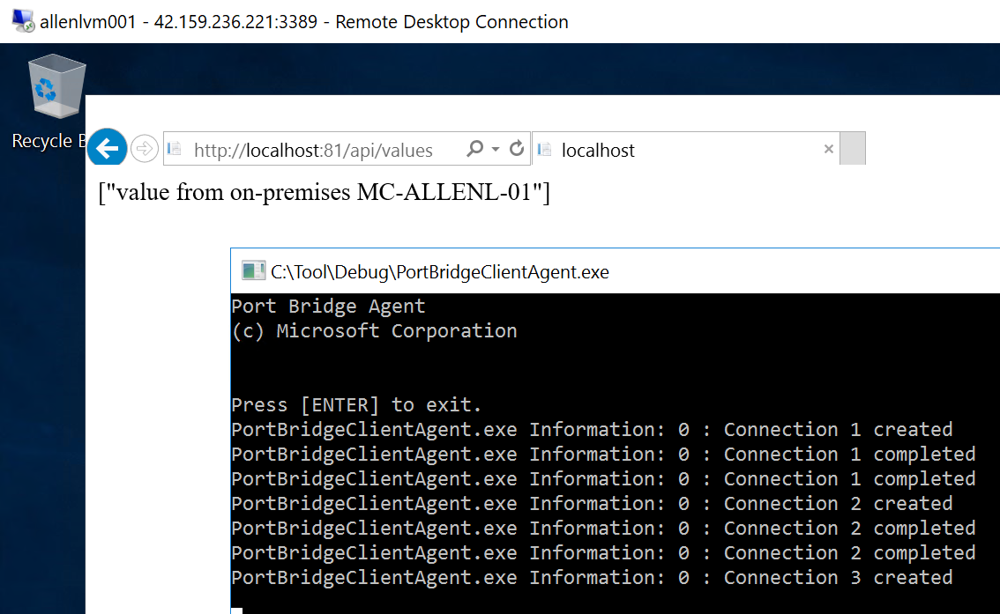 allenlvm001 - 42.159.236.221:3389 - Remote Desktop Connection
Recycle
http://localhost:81/api/values
localhost
["value from on-premises MC-ALLENL-01"]
C:\Tool\Debug\PortBridgeClientAgent.exe
Port Bridge Agent
(c) Microsoft Corporation
Press [ENTER] to exit.
PortBridgeClientAgent.exe Information: 0 : Connection 1 created
PortBridgeClientAgent.exe Information: 0 : Connection 1 completed
PortBridgeClientAgent.exe Information: 0 : Connection 1 completed
PortBridgeClientAgent.exe Information: 0 : Connection 2 created
PortBridgeClientAgent.exe Information: 0 : Connection 2 completed
PortBridgeClientAgent.exe Information: 0 : Connection 2 completed
PortBridgeClientAgent.exe Information: 0 : Connection 3 created